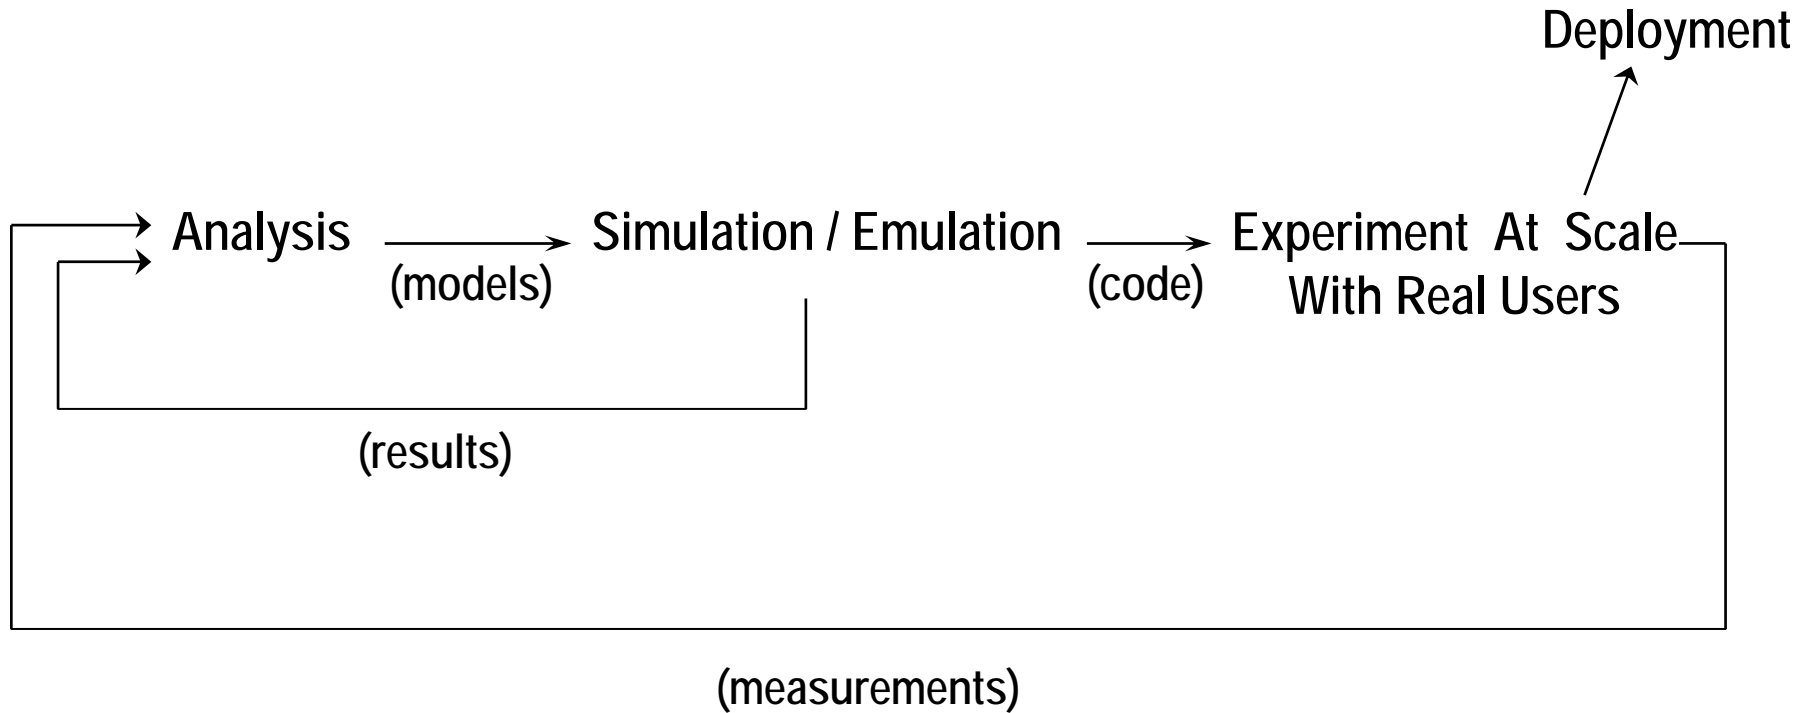 Deployment
Analysis
(models)
Simulation / Emulation
(code)
Experiment At Scale
With Real Users
(results)
(measurements)